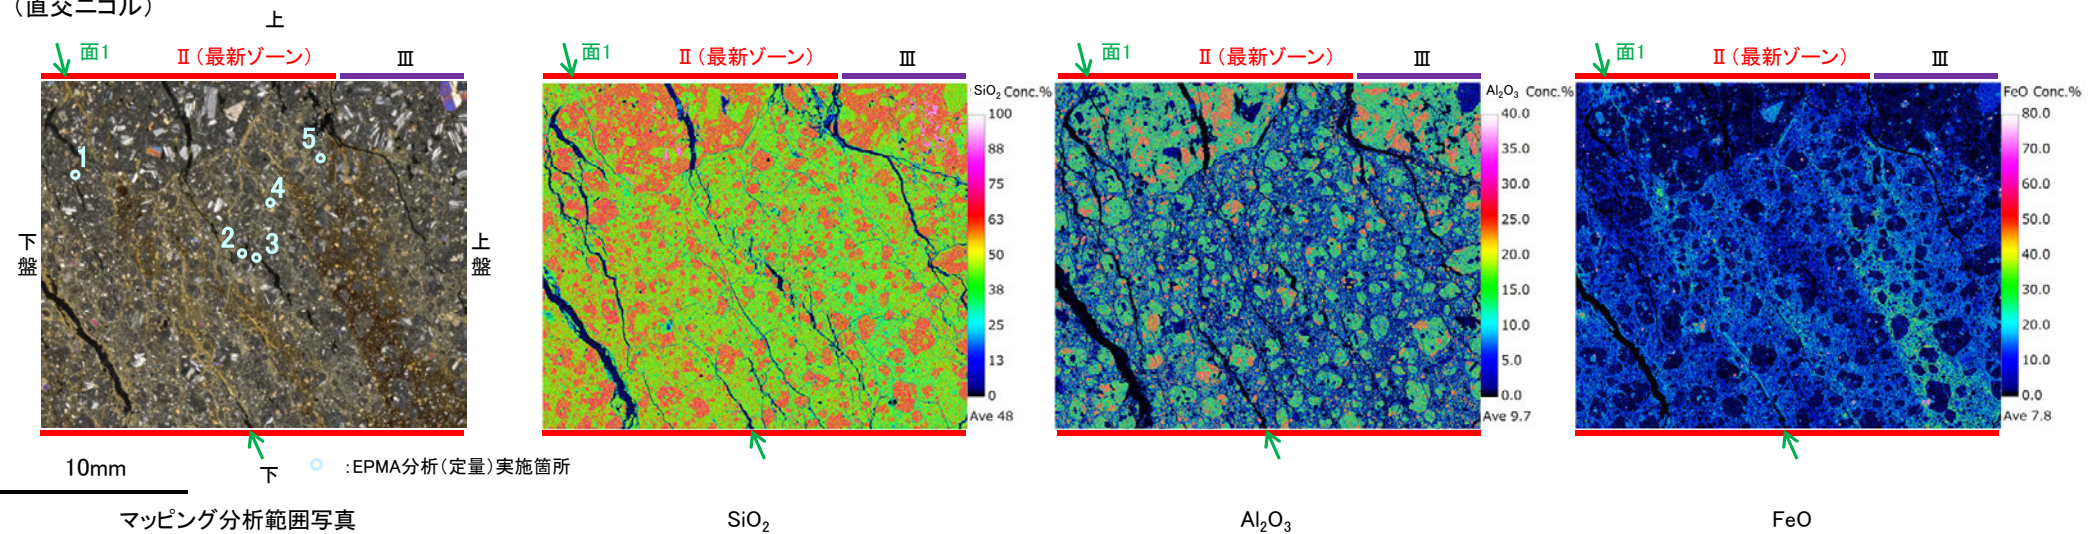 (直交ニコル)
上
面1
Ⅱ(最新ゾーン)
Ⅲ
面1
Ⅱ(最新ゾーン)
Ⅲ
面1
Ⅱ(最新ゾーン)
Ⅲ
面1
Ⅱ(最新ゾーン)
Ⅲ
下盤
1
2
3
4
5
上盤
SiO₂ Conc.%
100
88
75
63
50
38
25
13
0
Ave 48
Al₂O₃ Conc.%
40.0
35.0
30.0
25.0
20.0
15.0
10.0
5.0
0.0
Ave 9.7
FeO Conc.%
80.0
70.0
60.0
50.0
40.0
30.0
20.0
10.0
0.0
Ave 7.8
10mm
下
:EPMA分析(定量)実施箇所
マッピング分析範囲写真
SiO₂
Al₂O₃
FeO